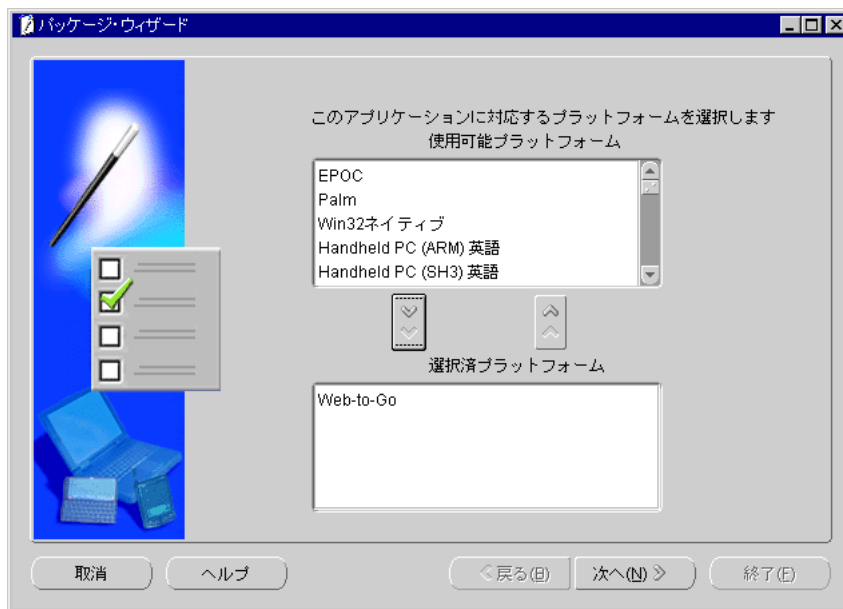 パッケージ・ウィザード
このアプリケーションに対応するプラットフォームを選択します
使用可能プラットフォーム
EPOC
Palm
Win32ネイティブ
Handheld PC (ARM) 英語
Handheld PC (SH3) 英語
選択済プラットフォーム
Web-to-Go
取消
ヘルプ
戻る(B)
次へ(N)
終了(F)